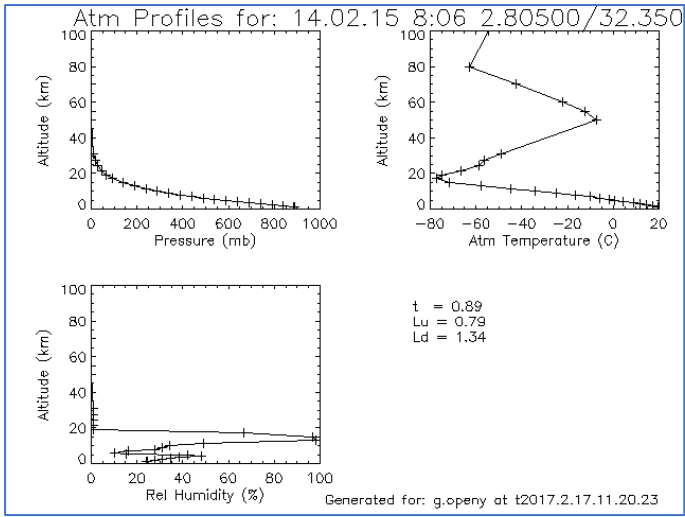 Atm Profiles for: 14.02.15 8:06 2.80500/32.350
100
80
60
40
20
0
Altitude (km)
0 200 400 600 800 1000
Pressure (mb)
100
80
60
40
20
0
Altitude (km)
-80 -60 -40 -20 0 20
Atm Temperature (C)
100
80
60
40
20
0
Altitude (km)
0 20 40 60 80 100
Rel Humidity (%)
t = 0.89
Lu = 0.79
Ld = 1.34
Generated for: g.openy at t2017.2.17.11.20.23